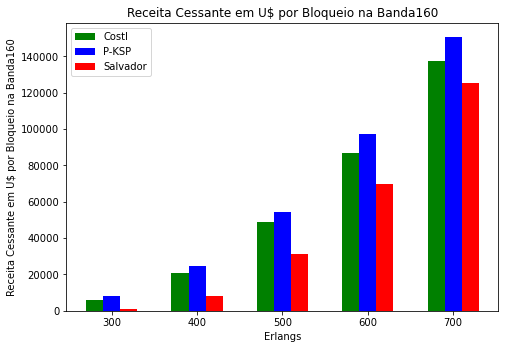 Receita Cessante em U$ por Bloqueio na Banda160
Receita Cessante em U$ por Bloqueio na Banda160
CostI
P-KSP
Salvador
140000
120000
100000
80000
60000
40000
20000
0
300 400 500 600 700
Erlangs